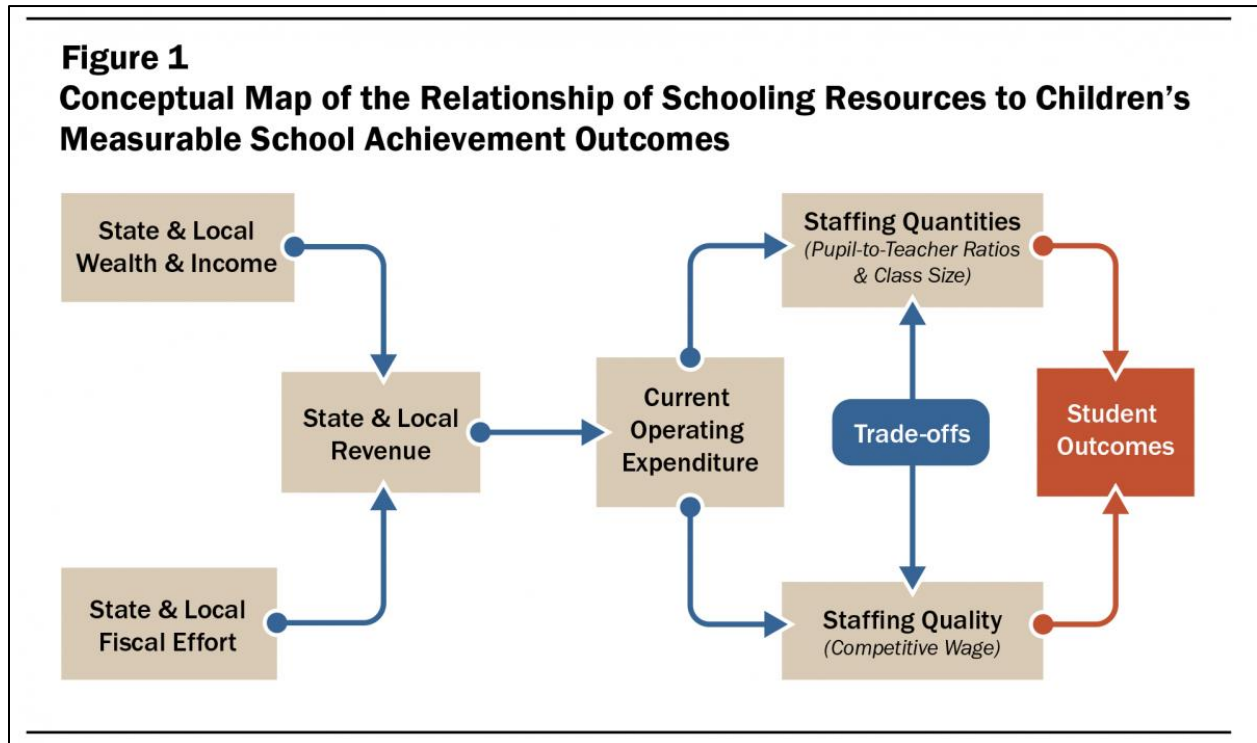 Figure 1
Conceptual Map of the Relationship of Schooling Resources to Children’s
Measurable School Achievement Outcomes
State & Local
Wealth & Income
State & Local
Revenue
State & Local
Fiscal Effort
Current
Operating
Expenditure
Staffing Quantities
(Pupil-to-Teacher Ratios
& Class Size)
Trade-offs
Staffing Quality
(Competitive Wage)
Student
Outcomes